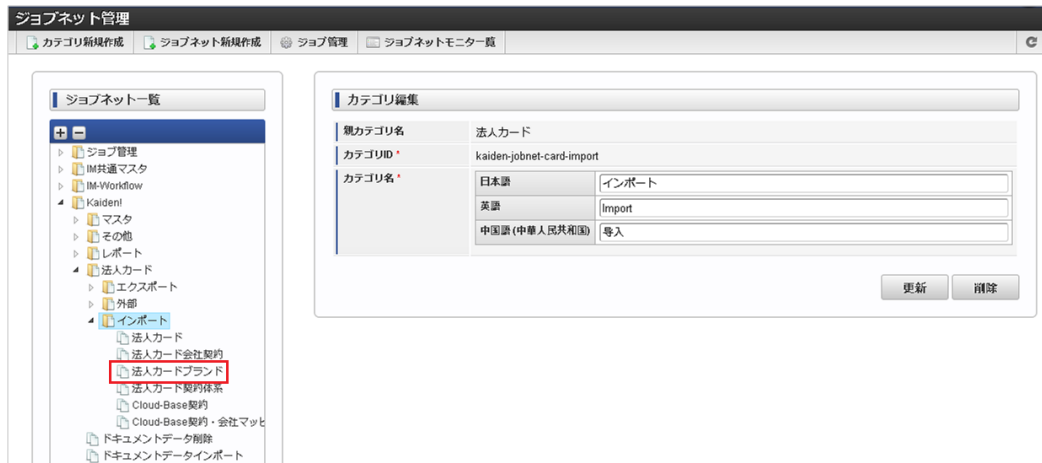 ジョブネット管理
カテゴリ新規作成 ジョブネット新規作成 ジョブ管理 ジョブネットモニター覧
ジョブネット一覧
ジョブ管理
IM共通マスタ
IM-Workflow
Kaiden!
マスタ
その他
レポート
法人カード
エクスポート
外部
インポート
法人カード
法人カード会社契約
法人カードブランド
法人カード契約体系
Cloud-Base契約
Cloud-Base契約・会社マッピ
ドキュメントデータ削除
ドキュメントデータインポート
カテゴリ編集
親カテゴリ名 法人カード
カテゴリID * kaiden-jobnet-card-import
カテゴリ名 * 日本語 インポート
英語 Import
中国語 (中華人民共和国) 导入
更新 削除